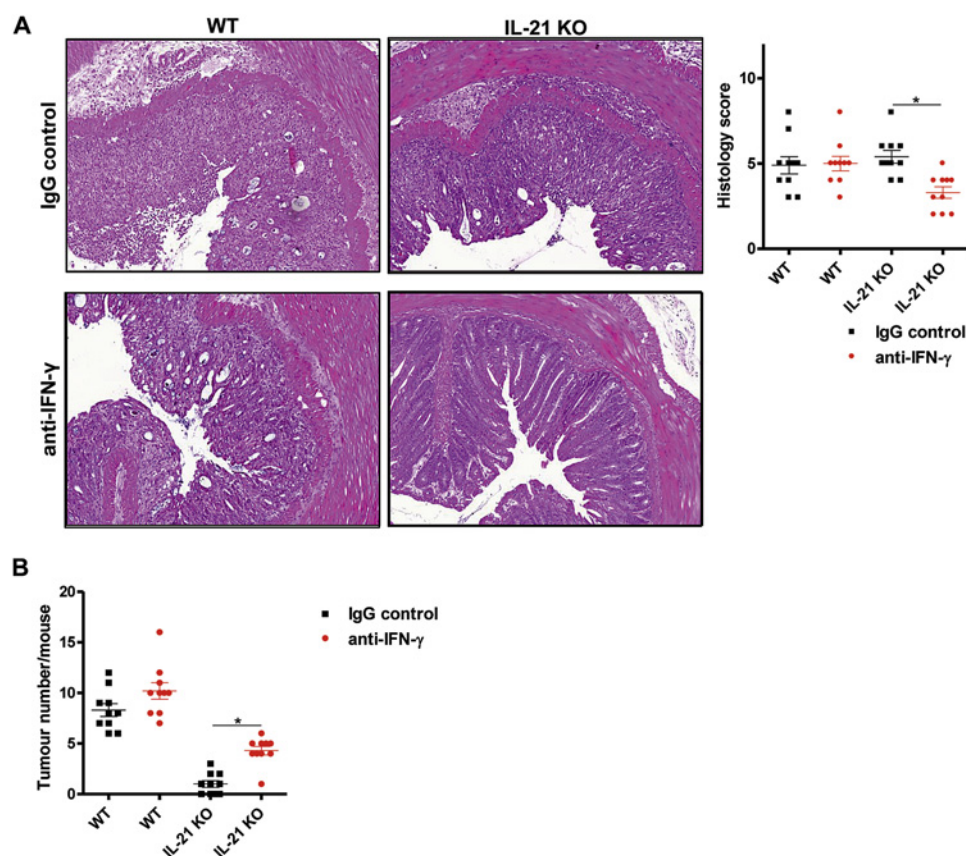 A
WT
IL-21 KO
IgG control
anti-IFN-γ
Histology score
10
5
0
*
WT
WT
IL-21 KO
IL-21 KO
IgG control
anti-IFN-γ
B
Tumour number/mouse
20
15
10
5
0
*
WT
WT
IL-21 KO
IL-21 KO
IgG control
anti-IFN-γ